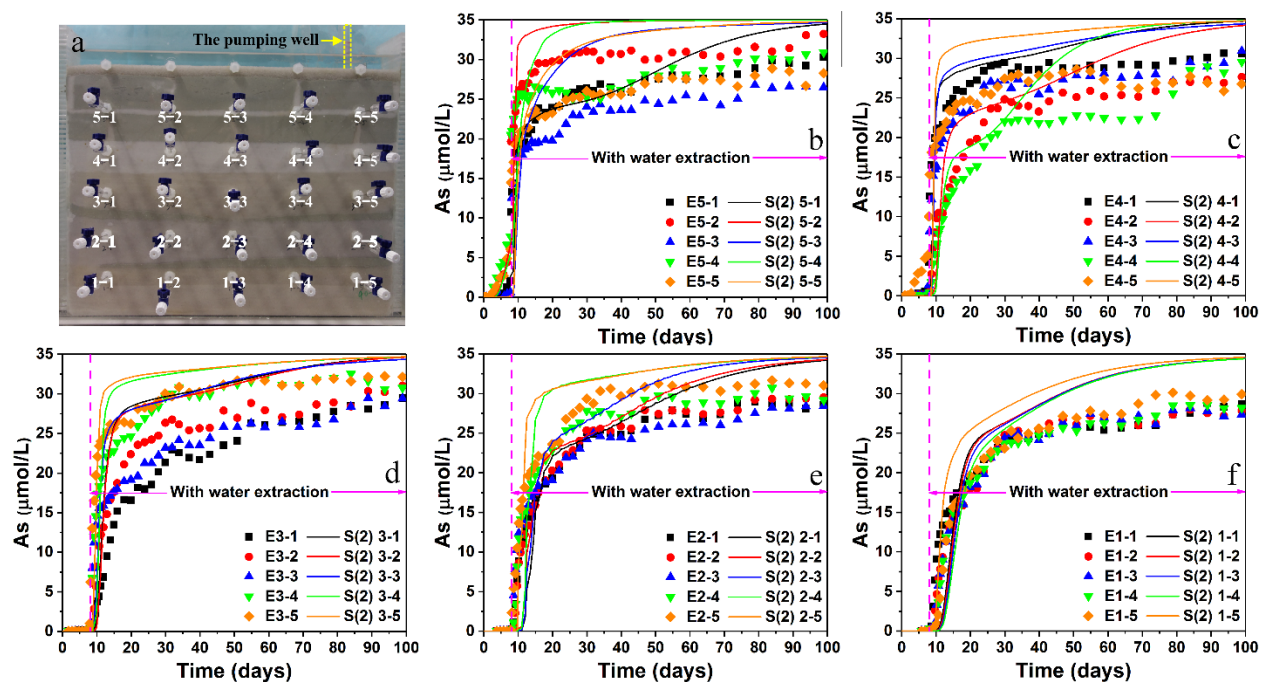 a
The pumping well
5-1 5-2 5-3 5-4 5-5
4-1 4-2 4-3 4-4 4-5
3-1 3-2 3-3 3-4 3-5
2-1 2-2 2-3 2-4 2-5
1-1 1-2 1-3 1-4 1-5
As (μmol/L)
35
30
25
20
15
10
5
0
b
With water extraction
E5-1 S(2) 5-1
E5-2 S(2) 5-2
E5-3 S(2) 5-3
E5-4 S(2) 5-4
E5-5 S(2) 5-5
0 10 20 30 40 50 60 70 80 90 100
Time (days)
As (μmol/L)
35
30
25
20
15
10
5
0
c
With water extraction
E4-1 S(2) 4-1
E4-2 S(2) 4-2
E4-3 S(2) 4-3
E4-4 S(2) 4-4
E4-5 S(2) 4-5
0 10 20 30 40 50 60 70 80 90 100
Time (days)
As (μmol/L)
35
30
25
20
15
10
5
0
d
With water extraction
E3-1 S(2) 3-1
E3-2 S(2) 3-2
E3-3 S(2) 3-3
E3-4 S(2) 3-4
E3-5 S(2) 3-5
0 10 20 30 40 50 60 70 80 90 100
Time (days)
As (μmol/L)
35
30
25
20
15
10
5
0
e
With water extraction
E2-1 S(2) 2-1
E2-2 S(2) 2-2
E2-3 S(2) 2-3
E2-4 S(2) 2-4
E2-5 S(2) 2-5
0 10 20 30 40 50 60 70 80 90 100
Time (days)
As (μmol/L)
35
30
25
20
15
10
5
0
f
With water extraction
E1-1 S(2) 1-1
E1-2 S(2) 1-2
E1-3 S(2) 1-3
E1-4 S(2) 1-4
E1-5 S(2) 1-5
0 10 20 30 40 50 60 70 80 90 100
Time (days)